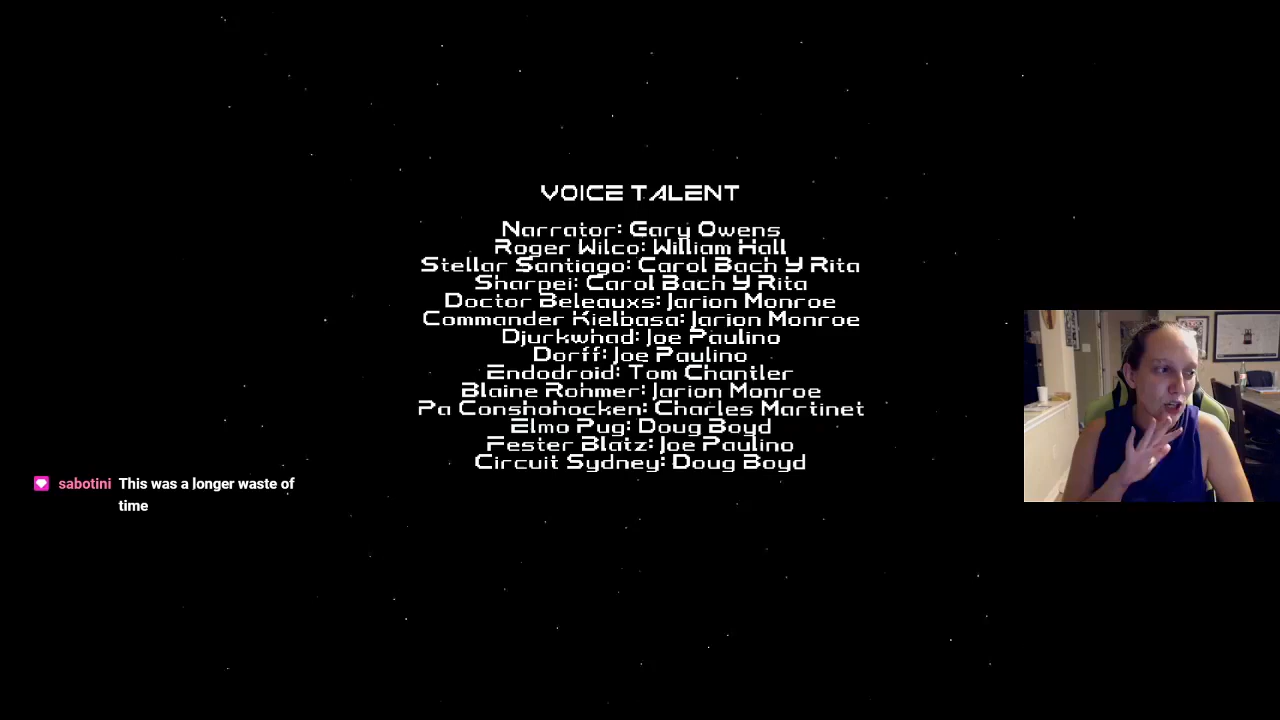 VOICE TALENT
Narrator: Gary Owens
Roger Wilco: William Hall
Stellar Santiago: Carol Bach Y Rita
Sharpei: Carol Bach Y Rita
Doctor Beleauxs: Jarion Monroe
Commander Kielbasa: Jarion Monroe
Djurkwhad: Joe Paulino
Dorff: Joe Paulino
Endodroid: Tom Chantler
Blaine Rohmer: Jarion Monroe
Pa Conshohocken: Charles Martinet
Elmo Pug: Doug Boyd
Fester Blatz: Joe Paulino
Circuit Sydney: Doug Boyd
sabotini This was a longer waste of
time